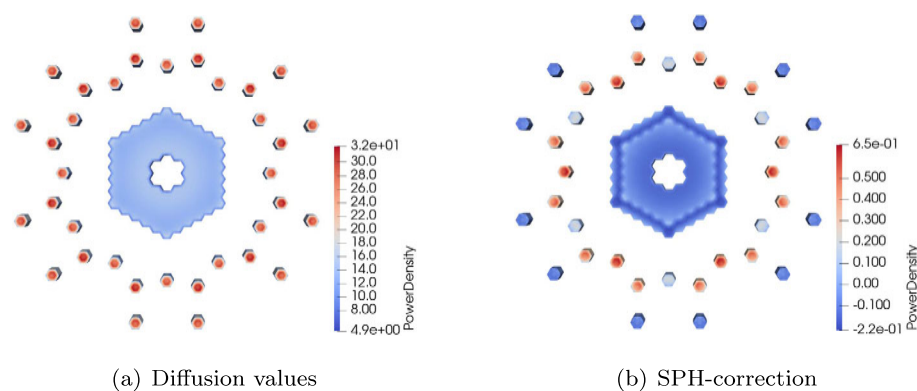 3.2e+01
30.0
28.0
26.0
24.0
22.0
20.0
18.0
16.0
14.0
12.0
10.0
8.00
4.9e+00
PowerDensity
6.5e-01
0.500
0.400
0.300
0.200
0.100
0.00
-0.100
-2.2e-01
PowerDensity
(a) Diffusion values
(b) SPH-correction